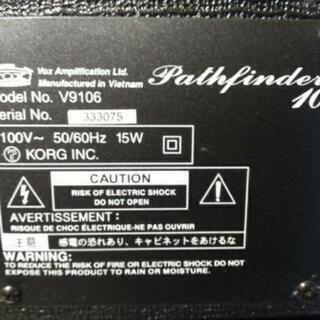 VOX
Vox Amplification Ltd.
Manufactured in Vietnam
Pathfinder
10
odel No. V9106
erial No. 333075
100V~ 50/60Hz 15W
Ⓟ KORG INC.
CAUTION
RISK OF ELECTRIC SHOCK
DO NOT OPEN
AVERTISSEMENT:
RISQUE DE CHOC ÉLECTRIQUE-NE PAS OUVRIR
注意 感電の恐れあり、キャビネットをあけるな
WARNING:
TO REDUCE THE RISK OF FIRE OR ELECTRIC SHOCK DO NOT
EXPOSE THIS PRODUCT TO RAIN OR MOISTURE.